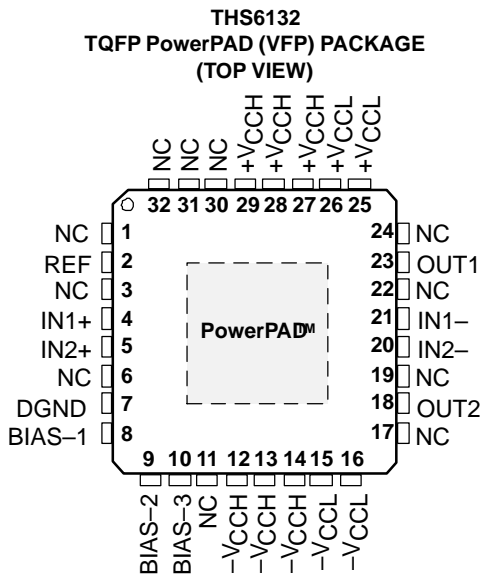 THS6132
TQFP PowerPAD (VFP) PACKAGE
(TOP VIEW)
NC
NC
NC
+VCCH
+VCCH
+VCCH
+VCCL
+VCCL
32 31 30 29 28 27 26 25
NC 1
REF 2
NC 3
IN1+ 4
IN2+ 5
NC 6
DGND 7
BIAS–1 8
PowerPAD™
24 NC
23 OUT1
22 NC
21 IN1–
20 IN2–
19 NC
18 OUT2
17 NC
9 10 11 12 13 14 15 16
BIAS–2
BIAS–3
NC
–VCCH
–VCCH
–VCCH
–VCCL
–VCCL